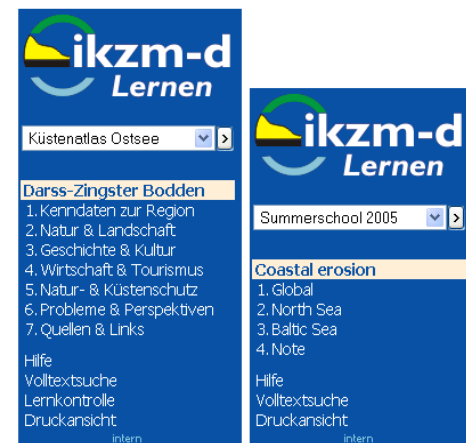 ikzm-d
Lernen
Küstenatlas Ostsee
Darss-Zingster Bodden
1. Kenndaten zur Region
2. Natur & Landschaft
3. Geschichte & Kultur
4. Wirtschaft & Tourismus
5. Natur- & Küstenschutz
6. Probleme & Perspektiven
7. Quellen & Links
Hilfe
Volltextsuche
Lernkontrolle
Druckansicht
intern
ikzm-d
Lernen
Summerschool 2005
Coastal erosion
1. Global
2. North Sea
3. Baltic Sea
4. Note
Hilfe
Volltextsuche
Druckansicht
intern